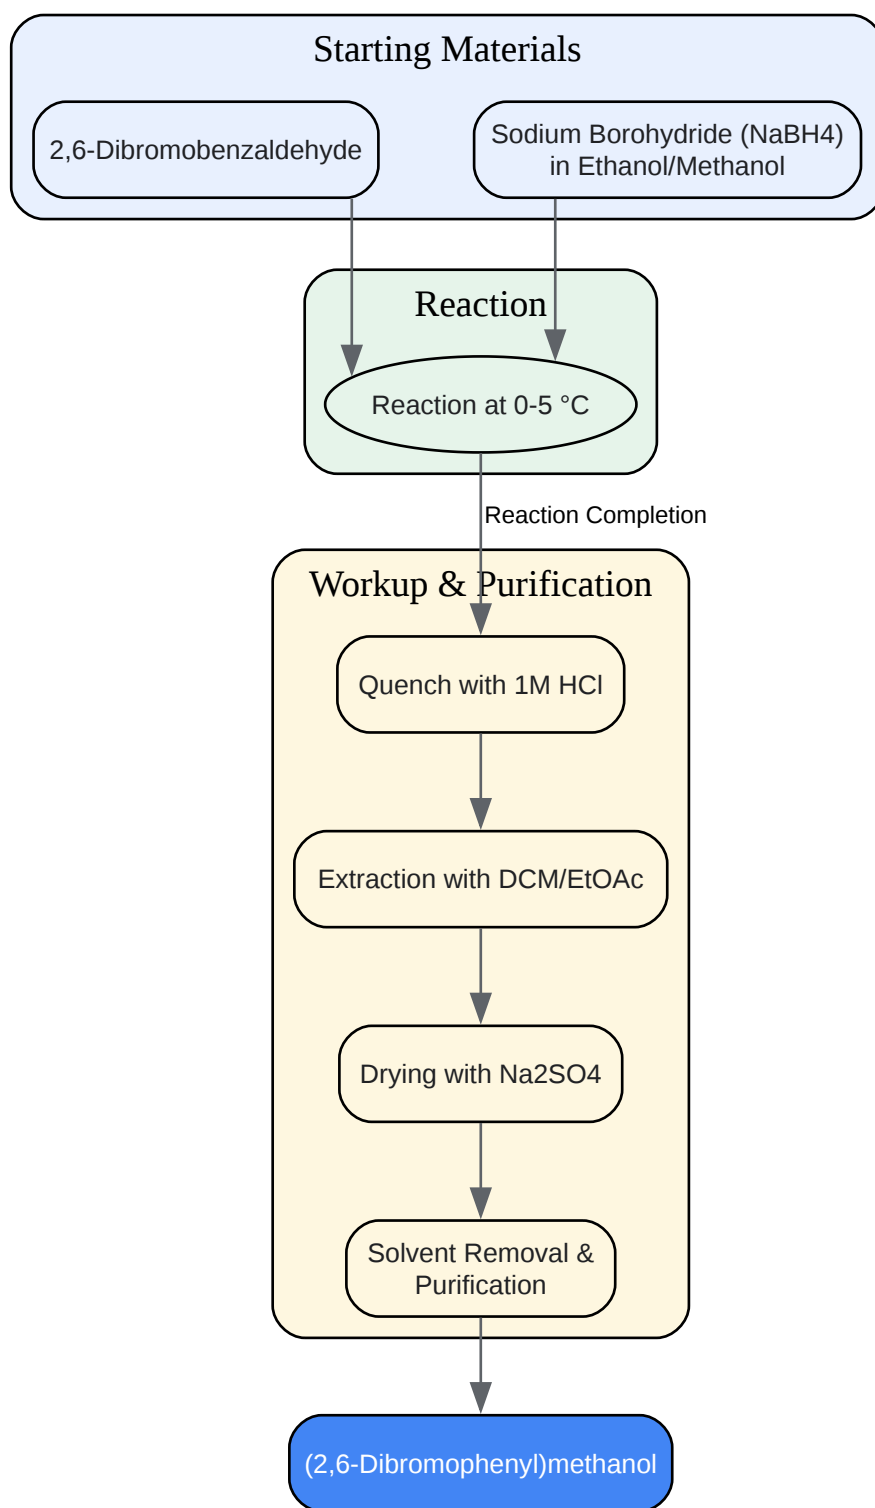 Starting Materials
2,6-Dibromobenzaldehyde
Sodium Borohydride (NaBH4)
in Ethanol/Methanol
Reaction
Reaction at 0-5 °C
Reaction Completion
Workup & Purification
Quench with 1M HCl
Extraction with DCM/EtOAc
Drying with Na2SO4
Solvent Removal &
Purification
(2,6-Dibromophenyl)methanol